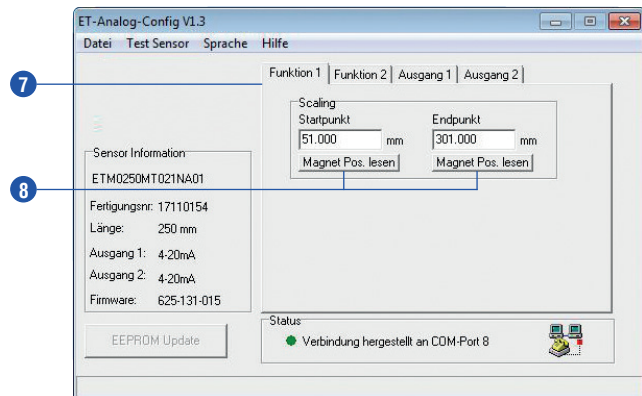 ET-Analog-Config V1.3
Datei Test Sensor Sprache Hilfe
7
Funktion 1 Funktion 2 Ausgang 1 Ausgang 2
Scaling
Startpunkt Endpunkt
51.000 mm 301.000 mm
Magnet Pos. lesen Magnet Pos. lesen
8
Sensor Information
ETM0250MT021NA01
Fertigungsnr: 17110154
Länge: 250 mm
Ausgang 1: 4-20mA
Ausgang 2: 4-20mA
Firmware: 625-131-015
EEPROM Update
Status
Verbindung hergestellt an COM-Port 8